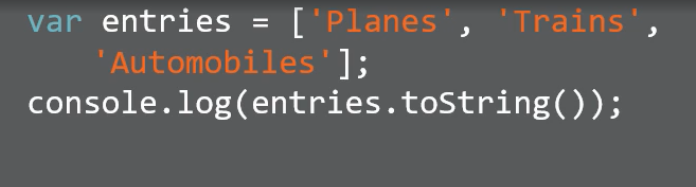 var entries = ['Planes', 'Trains',
'Automobiles'];
console.log(entries.toString());